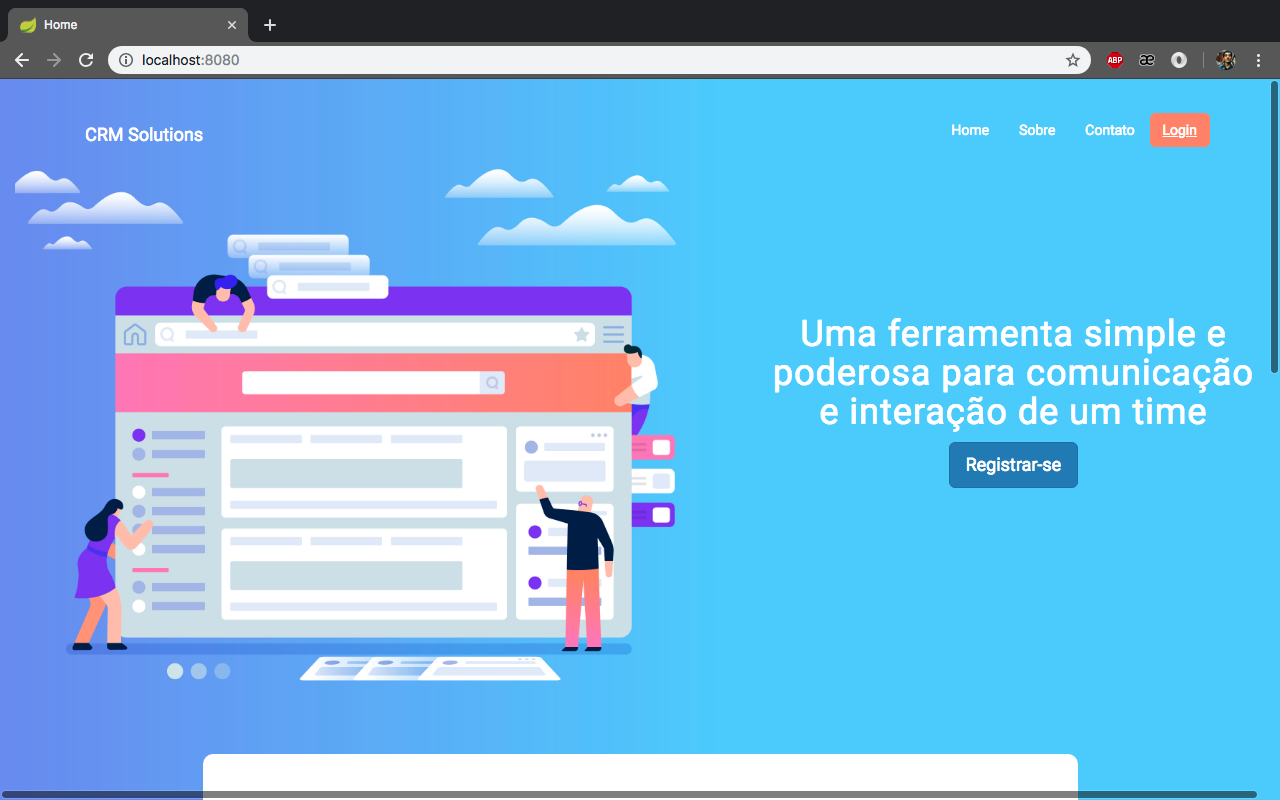 Home
localhost:8080
ABP
æ
CRM Solutions
Home Sobre Contato Login
Uma ferramenta simple e
poderosa para comunicação
e interação de um time
Registrar-se